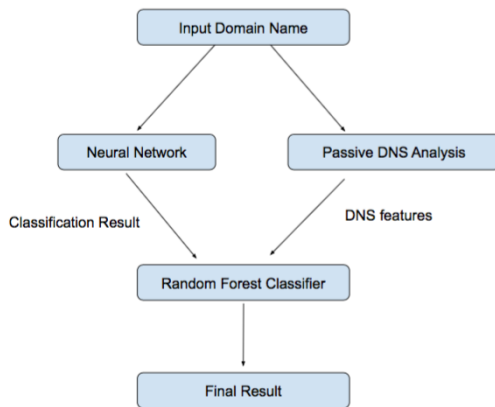 Input Domain Name
Neural Network
Passive DNS Analysis
Classification Result
DNS features
Random Forest Classifier
Final Result